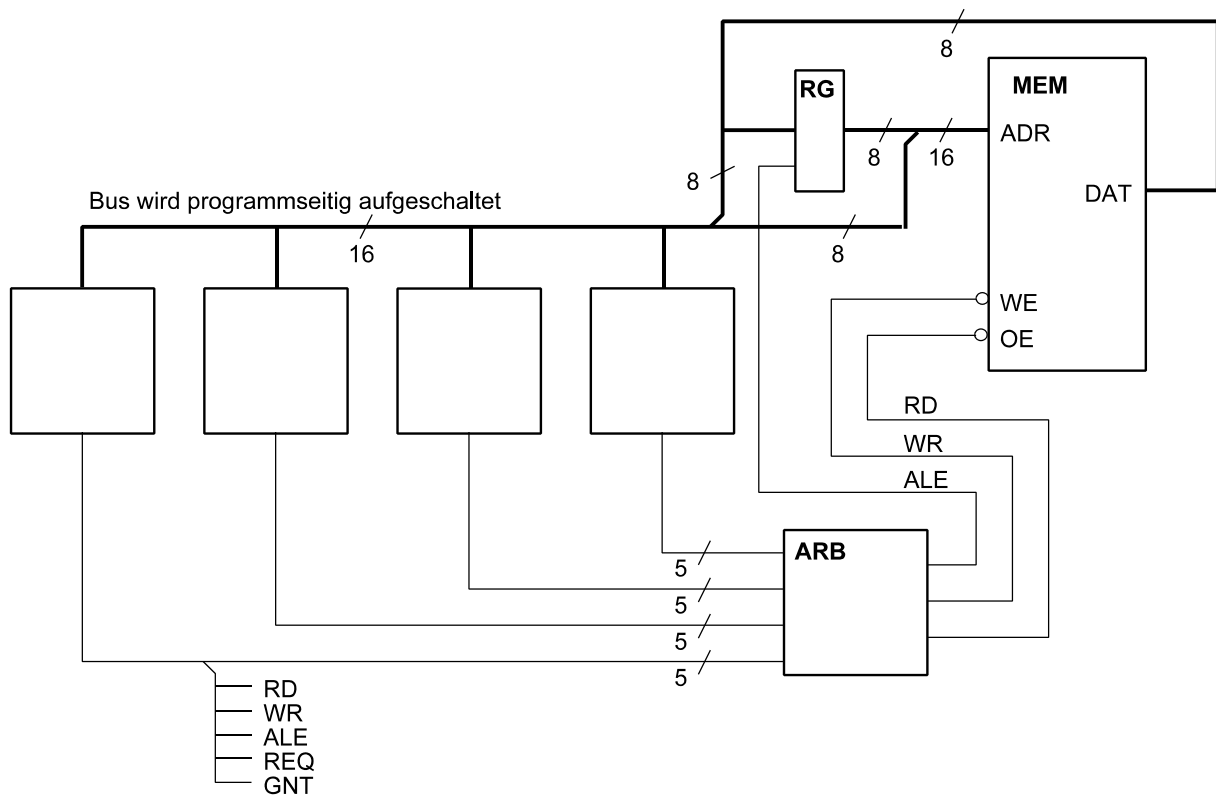 8
RG
MEM
ADR
8
16
8
DAT
Bus wird programmseitig aufgeschaltet
16
8
WE
OE
RD
WR
ALE
ARB
5
5
5
5
RD
WR
ALE
REQ
GNT